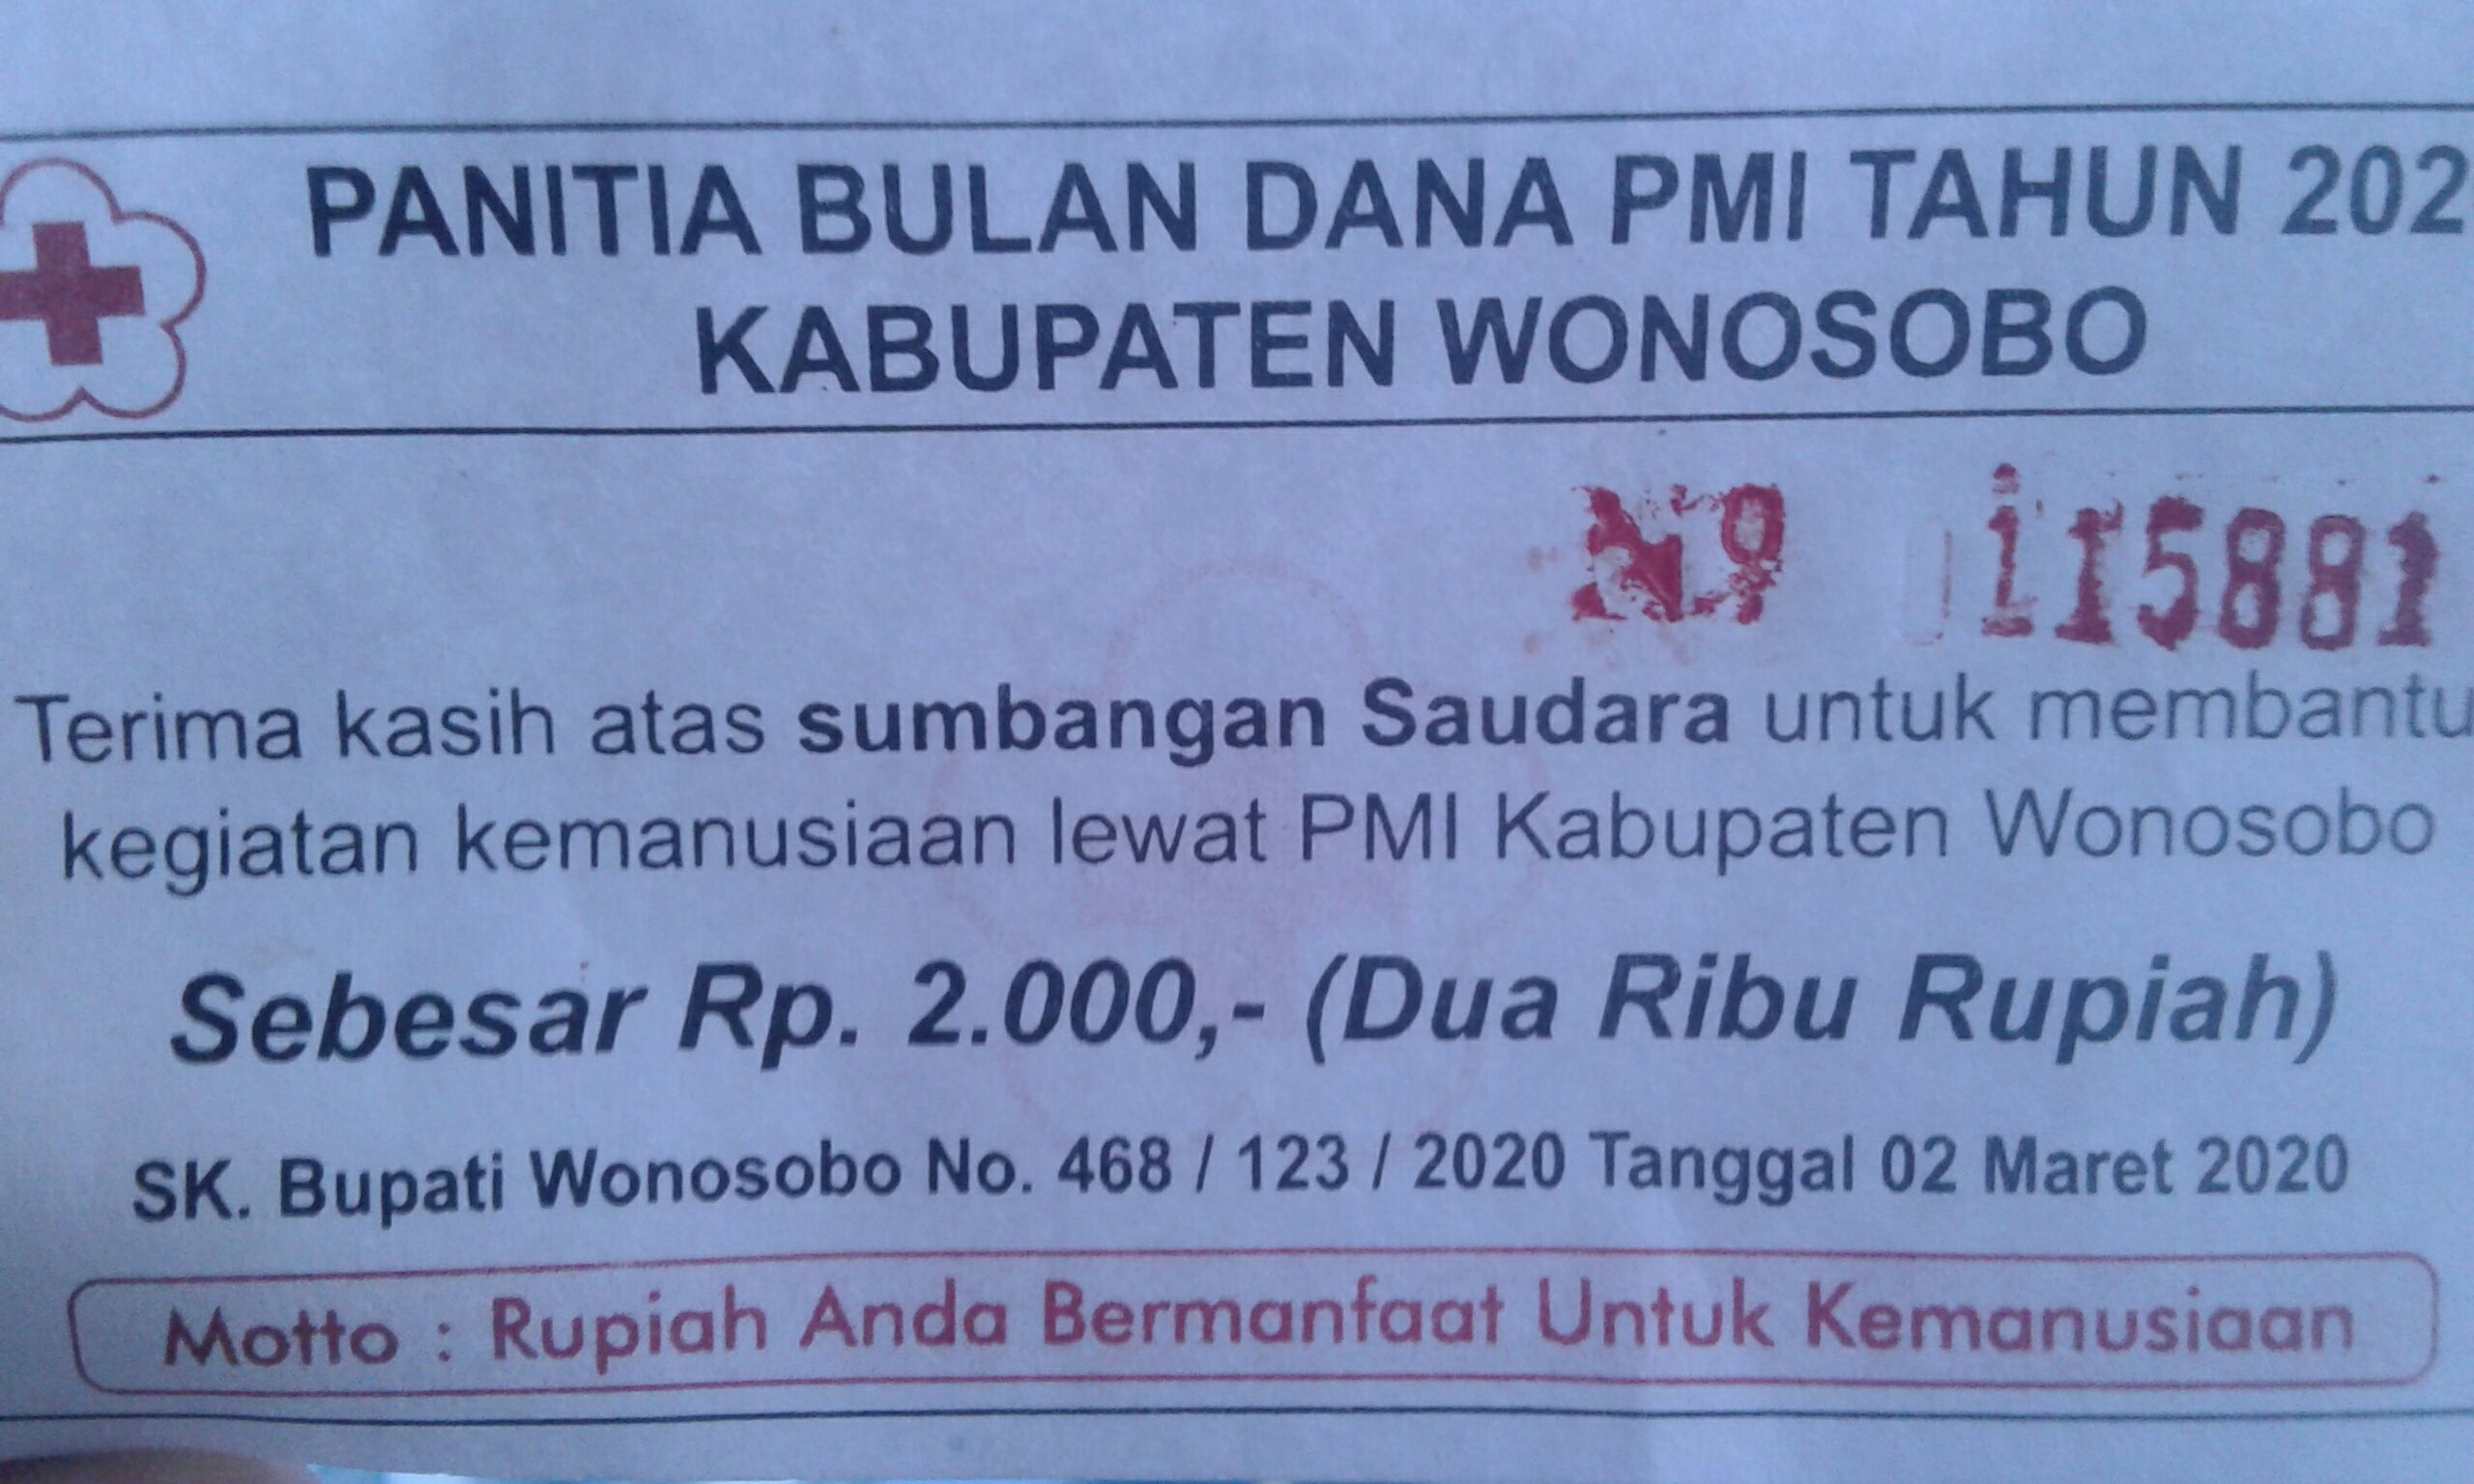 PANITIA BULAN DANA PMI TAHUN 202
KABUPATEN WONOSOBO
Nº 115881
Terima kasih atas sumbangan Saudara untuk membantu
kegiatan kemanusiaan lewat PMI Kabupaten Wonosobo
Sebesar Rp. 2.000,- (Dua Ribu Rupiah)
SK. Bupati Wonosobo No. 468 / 123 / 2020 Tanggal 02 Maret 2020
Motto : Rupiah Anda Bermanfaat Untuk Kemanusiaan